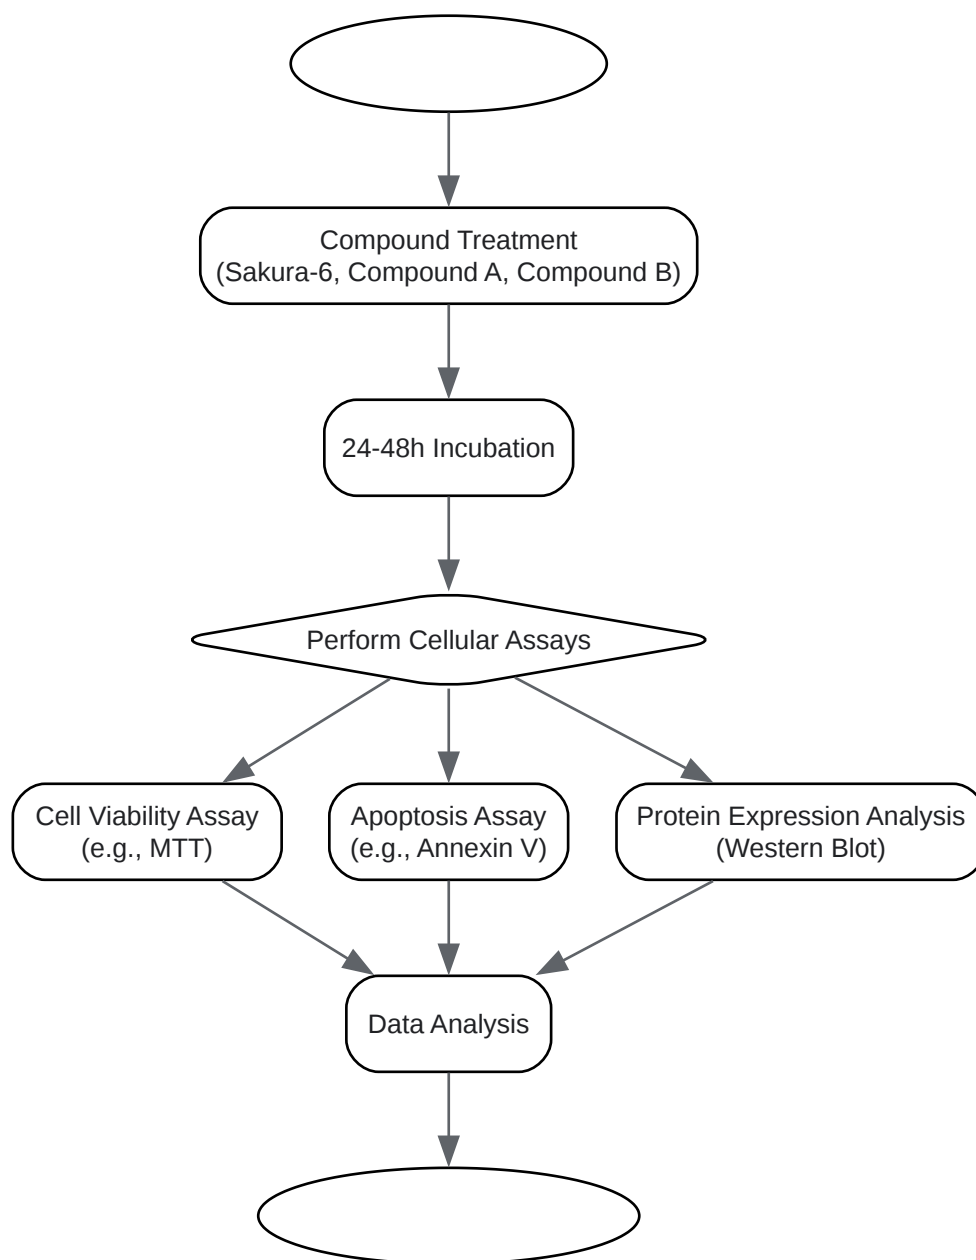 Compound Treatment
(Sakura-6, Compound A, Compound B)
24-48h Incubation
Perform Cellular Assays
Cell Viability Assay
(e.g., MTT)
Apoptosis Assay
(e.g., Annexin V)
Protein Expression Analysis
(Western Blot)
Data Analysis